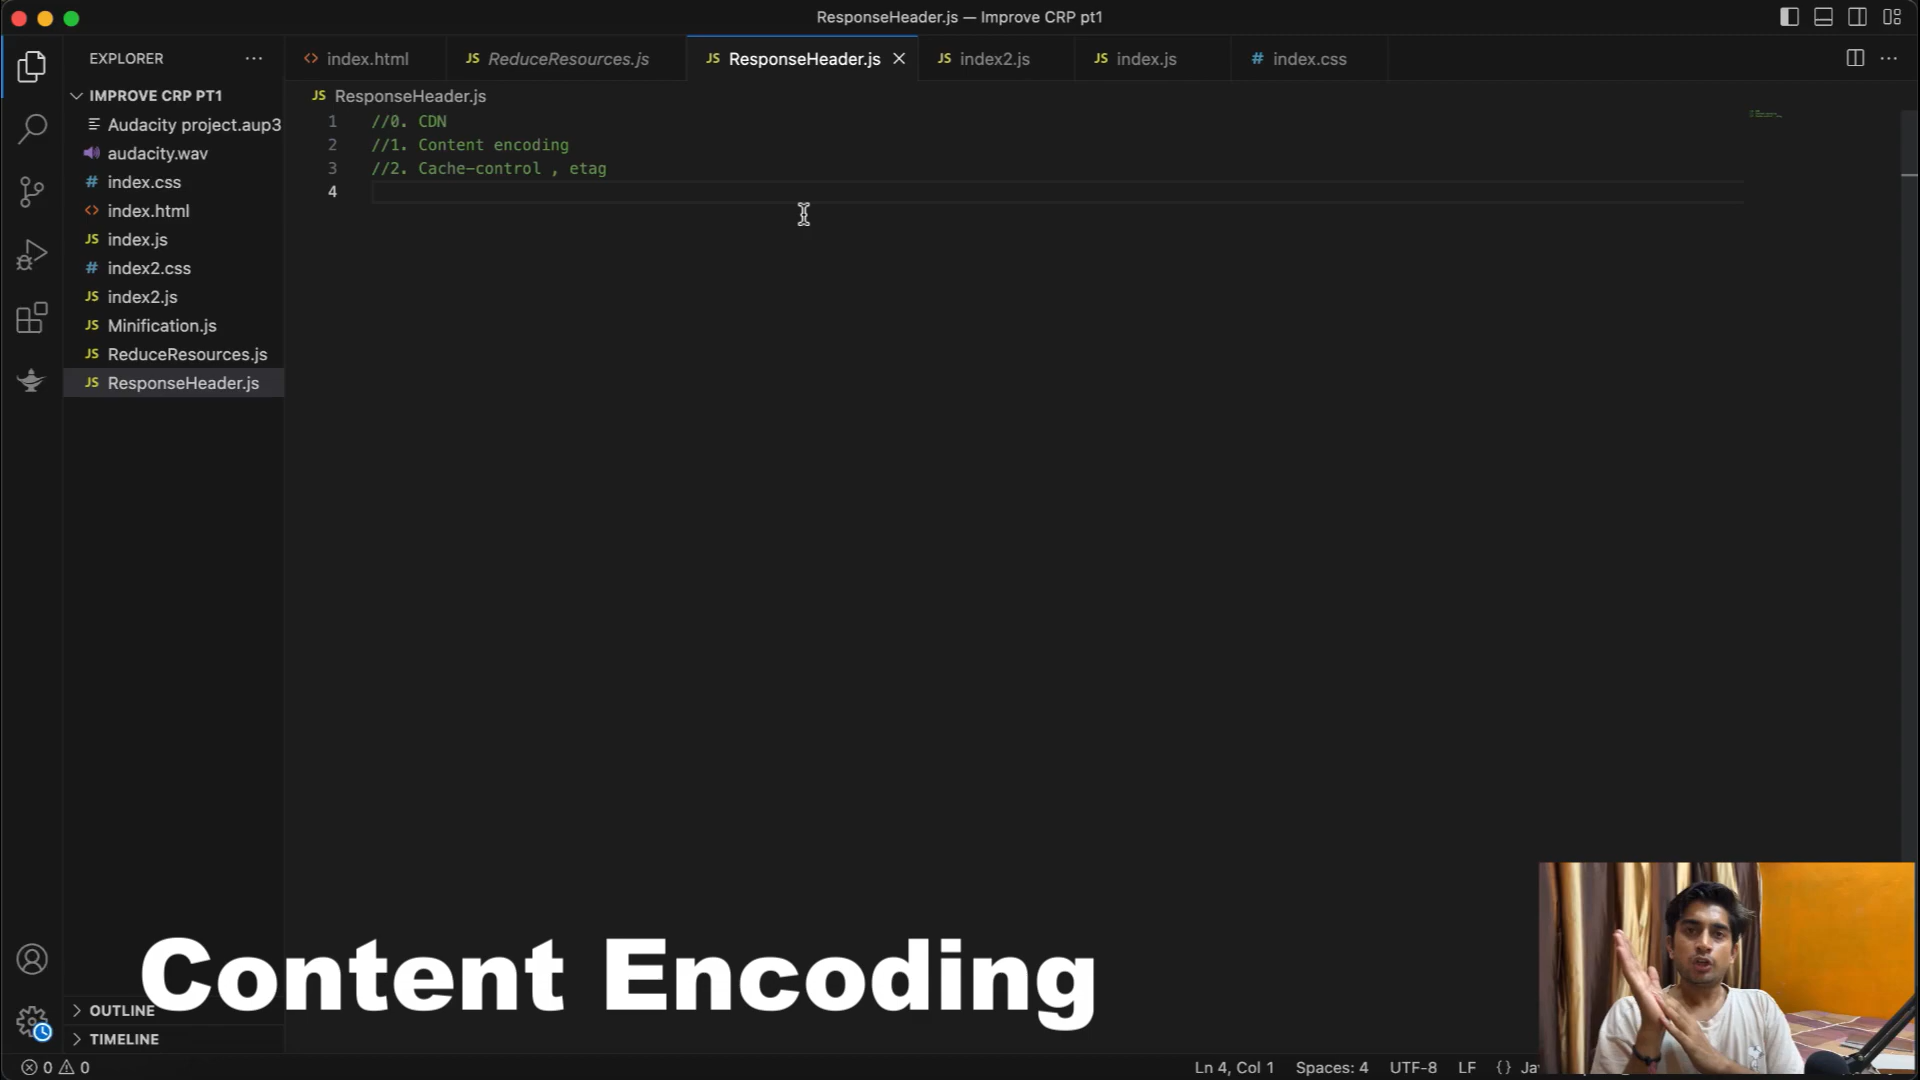 ResponseHeader.js — Improve CRP pt1
EXPLORER
index.html
ReduceResources.js
ResponseHeader.js
index2.js
index.js
index.css
IMPROVE CRP PT1
Audacity project.aup3
audacity.wav
index.css
index.html
index.js
index2.css
index2.js
Minification.js
ReduceResources.js
ResponseHeader.js
ResponseHeader.js
1 //0. CDN
2 //1. Content encoding
3 //2. Cache-control , etag
4
Content Encoding
OUTLINE
TIMELINE
0 0
Ln 4, Col 1 Spaces: 4 UTF-8 LF {} Ja